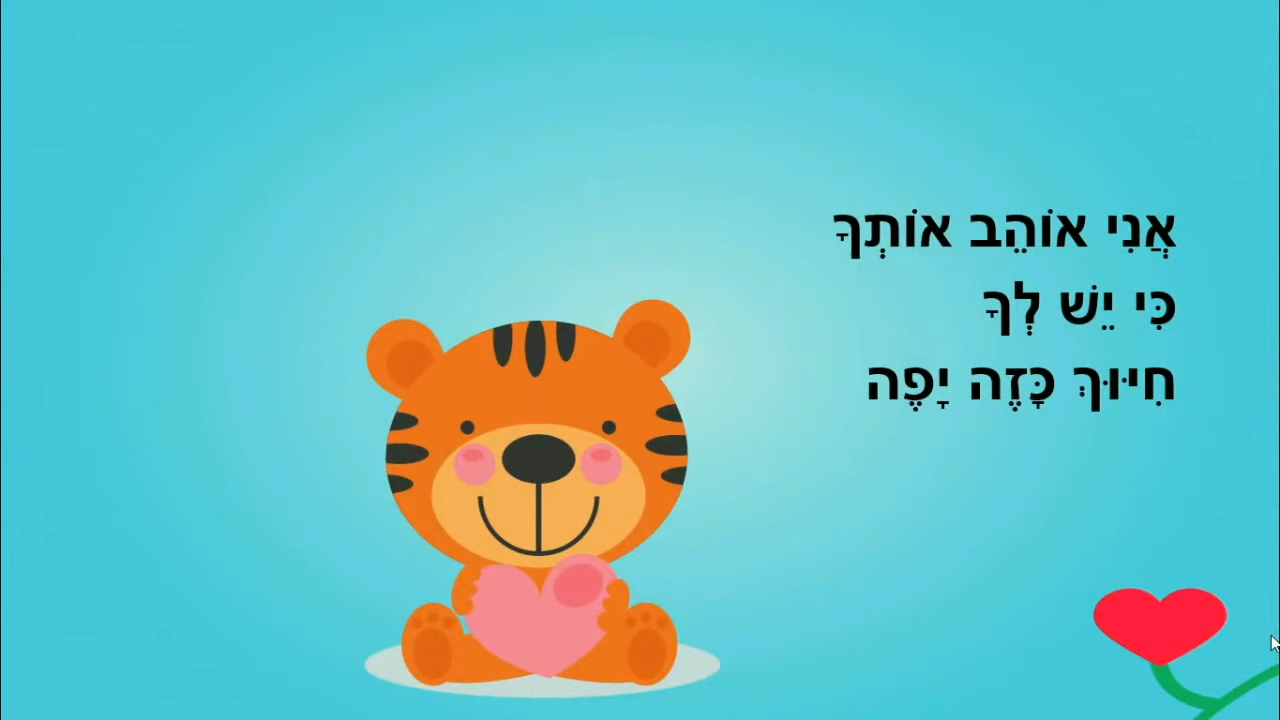 אֲנִי אוֹהֵב אוֹתְךָ
כִּי יֵשׁ לְךָ
חִיּוּךְ כָּזֶה יָפֶה